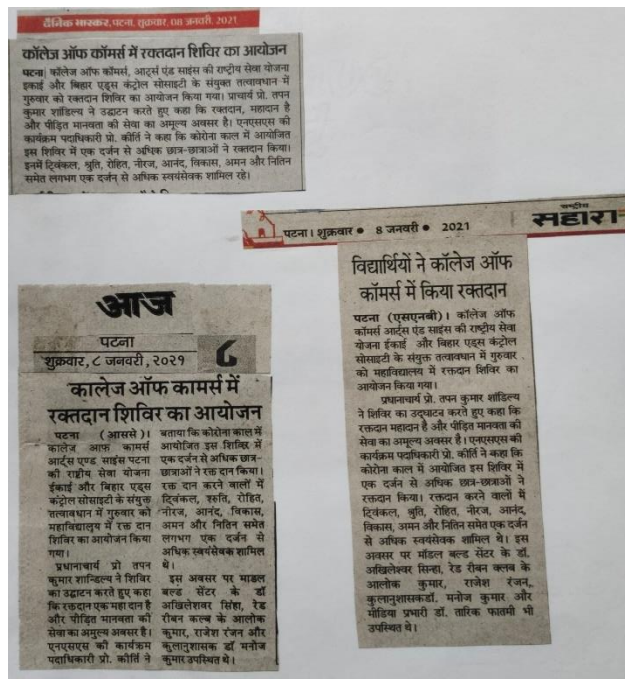 दैनिक भास्कर, पटना, शुक्रवार, 08 जनवरी, 2021
कॉलेज ऑफ कॉमर्स में रक्तदान शिविर का आयोजन
पटना| कॉलेज ऑफ कॉमर्स, आर्ट्स एंड साइंस की राष्ट्रीय सेवा योजना
इकाई और बिहार एड्स कंट्रोल सोसाइटी के संयुक्त तत्वावधान में
गुरुवार को रक्तदान शिविर का आयोजन किया गया। प्राचार्य प्रो. तपन
कुमार शांडिल्य ने उद्घाटन करते हुए कहा कि रक्तदान, महादान है
और पीड़ित मानवता की सेवा का अमूल्य अवसर है। एनएसएस की
कार्यक्रम पदाधिकारी प्रो. कीर्ति ने कहा कि कोरोना काल में आयोजित
इस शिविर में एक दर्जन से अधिक छात्र-छात्राओं ने रक्तदान किया।
इनमें ट्विंकल, श्रुति, रोहित, नीरज, आनंद, विकास, अमन और नितिन
समेत लगभग एक दर्जन से अधिक स्वयंसेवक शामिल रहे।
राष्ट्रीय
सहारा
पटना। शुक्रवार • 8 जनवरी • 2021
विद्यार्थियों ने कॉलेज ऑफ
कॉमर्स में किया रक्तदान
पटना (एसएनबी)। कॉलेज ऑफ
कॉमर्स आर्ट्स एंड साइंस की राष्ट्रीय सेवा
योजना ईकाई और बिहार एड्स कंट्रोल
सोसाइटी के संयुक्त तत्वावधान में गुरुवार
को महाविद्यालय में रक्तदान शिविर का
आयोजन किया गया।
प्रधानाचार्य प्रो. तपन कुमार शांडिल्य
ने शिविर का उद्घाटन करते हुए कहा कि
रक्तदान महादान है और पीड़ित मानवता की
सेवा का अमूल्य अवसर है। एनएसएस की
कार्यक्रम पदाधिकारी प्रो. कीर्ति ने कहा कि
कोरोना काल में आयोजित इस शिविर में
एक दर्जन से अधिक छात्र-छात्राओं ने
रक्तदान किया। रक्तदान करने वालों में
ट्विंकल, श्रुति, रोहित, नीरज, आनंद,
विकास, अमन और नितिन समेत एक दर्जन
से अधिक स्वयंसेवक शामिल थे। इस
अवसर पर मॉडल बल्ड सेंटर के डॉ.
अखिलेश्वर सिन्हा, रेड रीबन क्लब के
आलोक कुमार, राजेश रंजन,
कुलानुशासकडॉ. मनोज कुमार और
मीडिया प्रभारी डॉ. तारिक फातमी भी
उपस्थित थे।
आज
पटना
शुक्रवार, ८ जनवरी, २०२१
८
कालेज ऑफ कामर्स में
रक्तदान शिविर का आयोजन
पटना (आससे)।
कालेज आफ कामर्स
आर्ट्स एण्ड साइंस पटना
की राष्ट्रीय सेवा योजना
ईकाई और बिहार एड्स
कंट्रोल सोसाइटी के संयुक्त
तत्वावधान में गुरुवार को
महाविद्यालय में रक्त दान
शिविर का आयोजन किया
गया।
प्रधानाचार्य प्रो तपन
कुमार शान्डिल्य ने शिविर
का उद्घाटन करते हुए कहा
कि रक्तदान एक महा दान है
और पीड़ित मानवता की
सेवा का अमुल्य अवसर है।
एनएसएस की कार्यक्रम
पदाधिकारी प्रो. कीर्ति ने
बताया कि कोरोना काल में
आयोजित इस शिविर में
एक दर्जन से अधिक छात्र-
छात्राओं ने रक्त दान किया।
रक्त दान करने वालों में
ट्विंकल, श्रुति, रोहित,
नीरज, आनंद, विकास,
अमन और नितिन समेत
लगभग एक दर्जन से
अधिक स्वयंसेवक शामिल
थे।
इस अवसर पर माडल
बल्ड सेंटर के डॉ
अखिलेशवर सिंहा, रेड
रीबन कल्ब के आलोक
कुमार, राजेश रंजन और
कुलानुशासक डॉ मनोज
कुमार उपस्थित थे।